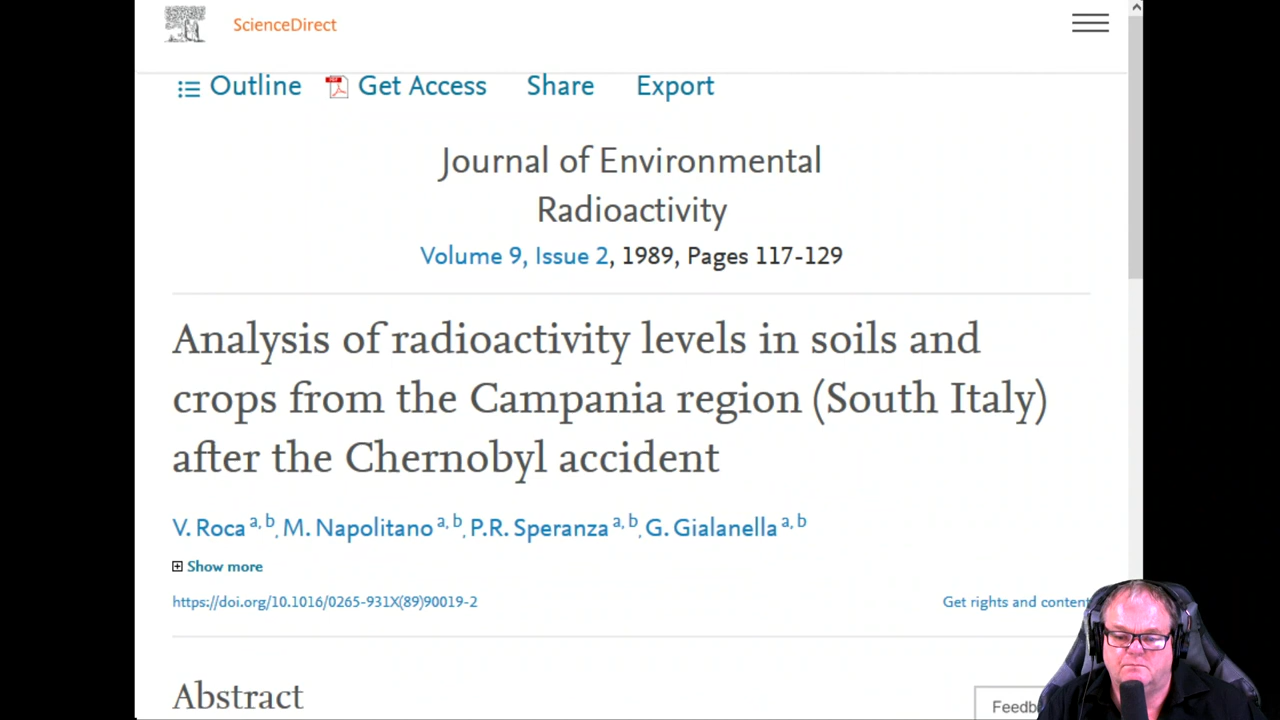 ScienceDirect
Outline Get Access Share Export
Journal of Environmental
Radioactivity
Volume 9, Issue 2, 1989, Pages 117-129
Analysis of radioactivity levels in soils and
crops from the Campania region (South Italy)
after the Chernobyl accident
V. Roca a, b, M. Napolitano a, b, P.R. Speranza a, b, G. Gialanella a, b
Show more
https://doi.org/10.1016/0265-931X(89)90019-2
Get rights and content
Abstract
Feedb